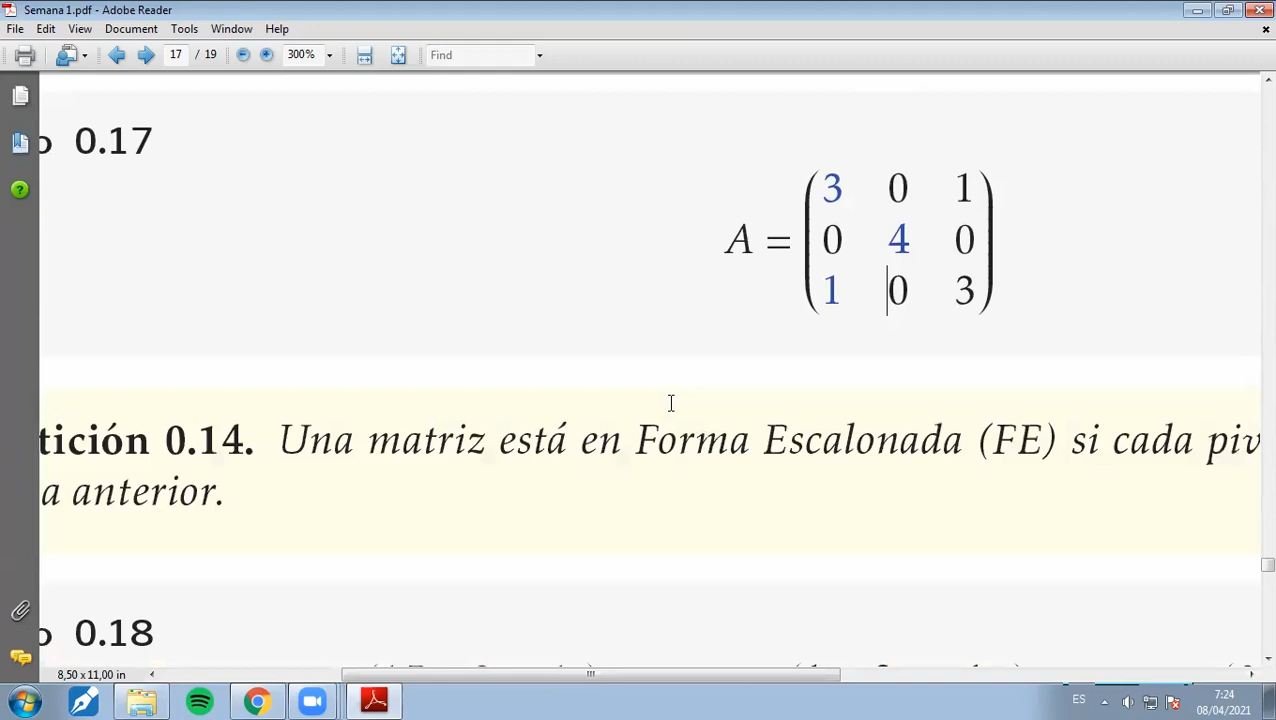 Semana 1.pdf - Adobe Reader
File Edit View Document Tools Window Help
17 / 19 300% Find
o 0.17
3 0 1
A = 0 4 0
1 0 3
tición 0.14. Una matriz está en Forma Escalonada (FE) si cada piv
a anterior.
o 0.18
8,50 x 11,00 in
ES 7:24
08/04/2021